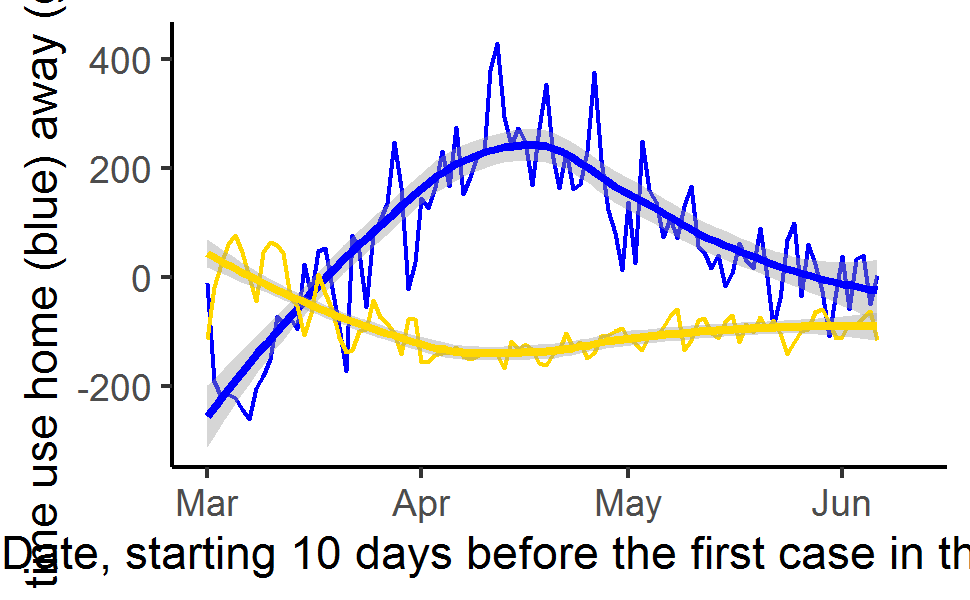 time use home (blue) away (
400
200
0
-200
Mar Apr May Jun
Date, starting 10 days before the first case in th